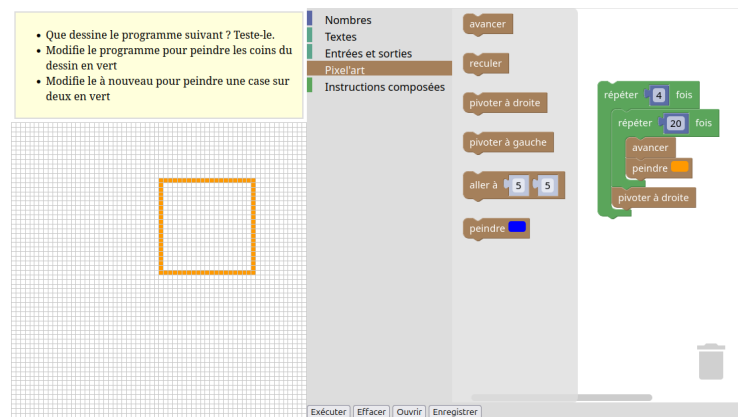 • Que dessine le programme suivant ? Teste-le.
• Modifie le programme pour peindre les coins du
dessin en vert
• Modifie le à nouveau pour peindre une case sur
deux en vert
Nombres
Textes
Entrées et sorties
Pixel'art
Instructions composées
avancer
reculer
pivoter à droite
pivoter à gauche
aller à 5 5
peindre
répéter 4 fois
répéter 20 fois
avancer
peindre
pivoter à droite
Exécuter Effacer Ouvrir Enregistrer